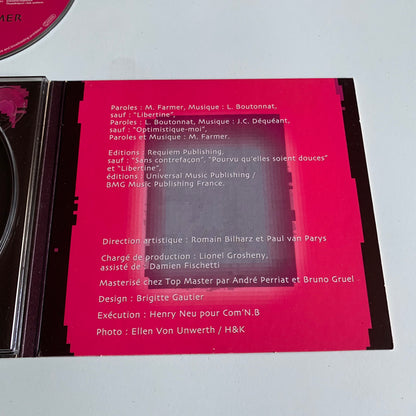 RMER
Paroles : M. Farmer, Musique : L. Boutonnat,
sauf : "Libertine",
Paroles : L. Boutonnat, Musique : J.C. Déquéant,
sauf : "Optimistique-moi",
Paroles et Musique : M. Farmer.
Editions : Requiem Publishing,
sauf : "Sans contrefaçon", "Pourvu qu'elles soient douces"
et "Libertine",
éditions : Universal Music Publishing /
BMG Music Publishing France.
Direction artistique : Romain Bilharz et Paul van Parys
Chargé de production : Lionel Grosheny,
assisté de : Damien Fischetti
Masterisé chez Top Master par André Perriat et Bruno Gruel
Design : Brigitte Gautier
Exécution : Henry Neu pour Com'N.B
Photo : Ellen Von Unwerth / H&K